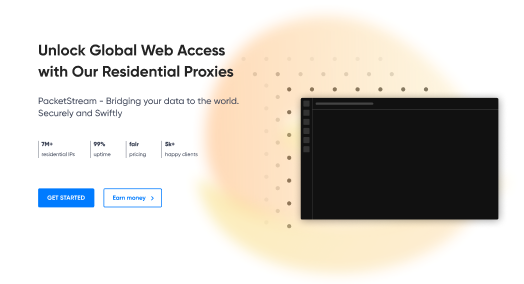 Unlock Global Web Access
with Our Residential Proxies
PacketStream - Bridging your data to the world.
Securely and Swiftly
7M+
residential IPs
99%
uptime
fair
pricing
5k+
happy clients
GET STARTED
Earn money